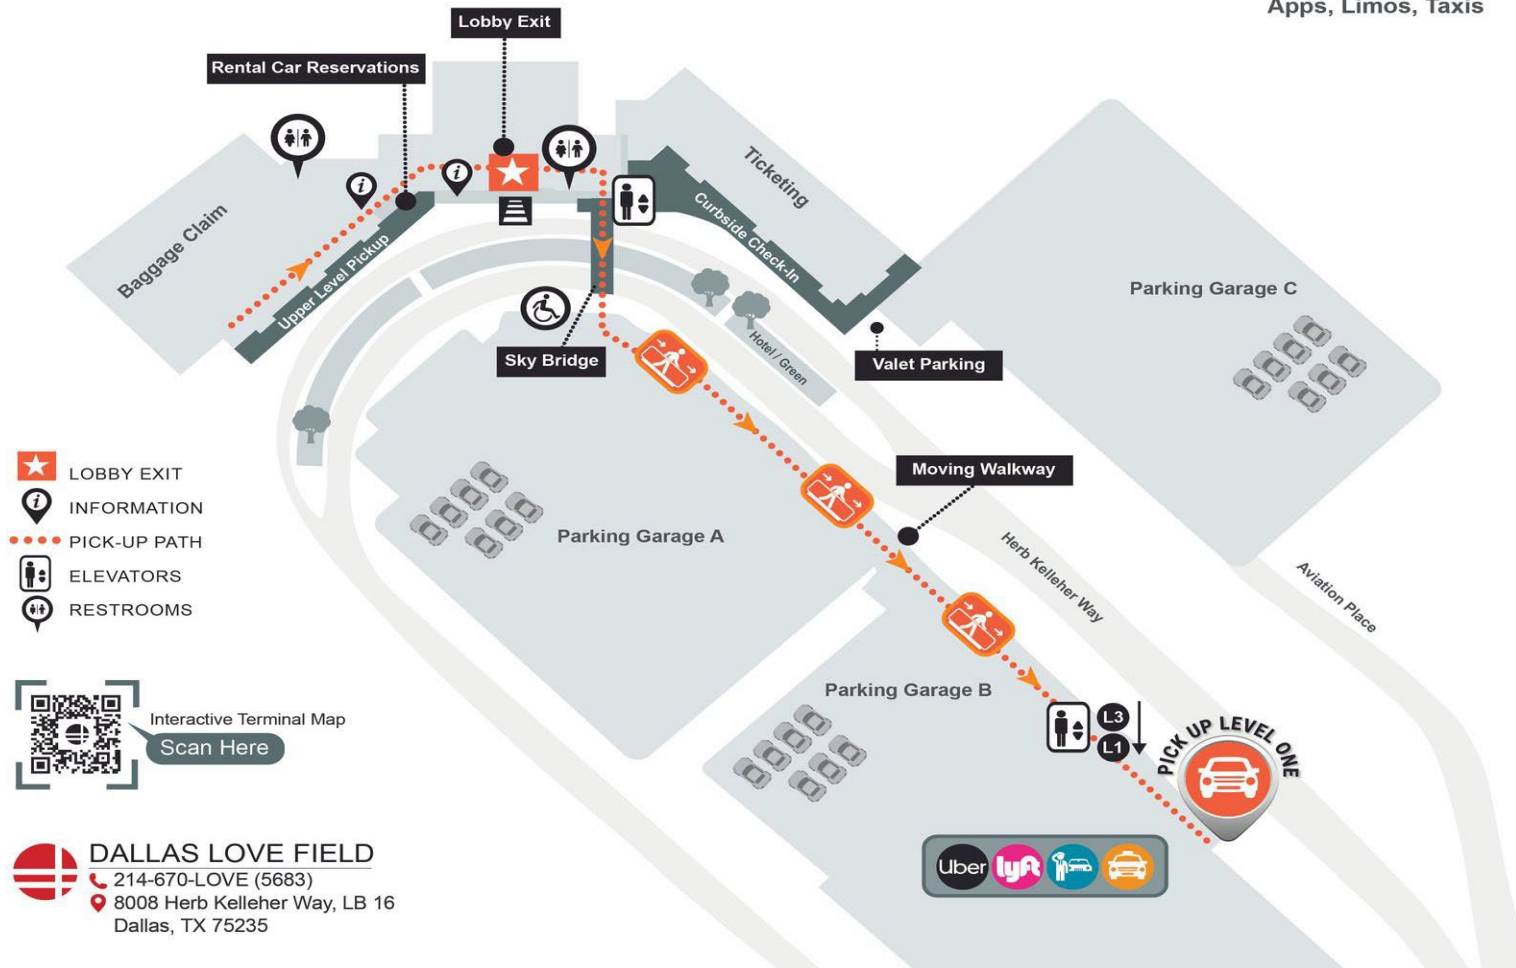 Apps, Limos, Taxis
Lobby Exit
Rental Car Reservations
Ticketing
Baggage Claim
Curbside Check-In
Upper Level Pickup
Parking Garage C
Sky Bridge
Hotel / Green
Valet Parking
Moving Walkway
LOBBY EXIT
INFORMATION
PICK-UP PATH
ELEVATORS
RESTROOMS
Parking Garage A
Herb Kelleher Way
Aviation Place
Parking Garage B
L3
L1
PICK UP LEVEL ONE
Interactive Terminal Map
Scan Here
DALLAS LOVE FIELD
214-670-LOVE (5683)
8008 Herb Kelleher Way, LB 16
Dallas, TX 75235
Uber
lyft